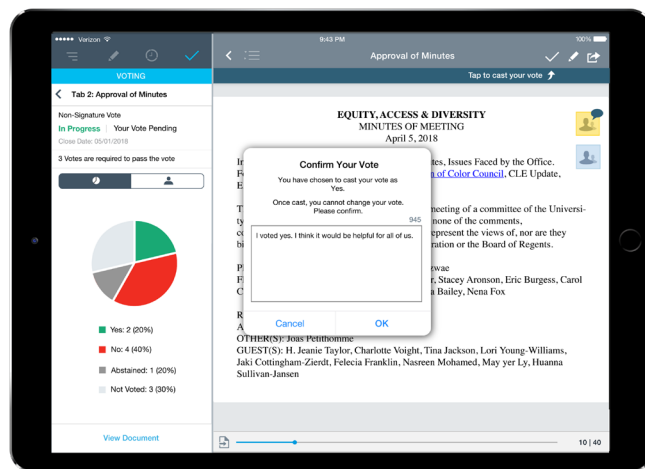 ●●●●● Verizon
9:43 PM
100%
Approval of Minutes
VOTING
Tap to cast your vote
Tab 2: Approval of Minutes
Non-Signature Vote
In Progress Your Vote Pending
Close Date: 05/01/2018
3 Votes are required to pass the vote
Yes: 2 (20%)
No: 4 (40%)
Abstained: 1 (20%)
Not Voted: 3 (30%)
View Document
EQUITY, ACCESS & DIVERSITY
MINUTES OF MEETING
April 5, 2018
In tes, Issues Faced by the Office.
F n of Color Council, CLE Update,
E
T meeting of a committee of the Universi-
ty none of the comments,
co epresent the views of, nor are they
bi ration or the Board of Regents.
P zwae
F r, Stacey Aronson, Eric Burgess, Carol
C a Bailey, Nena Fox
R
A
OTHER(S): Joas Petithomme
GUEST(S): H. Jeanie Taylor, Charlotte Voight, Tina Jackson, Lori Young-Williams,
Jaki Cottingham-Zierdt, Felecia Franklin, Nasreen Mohamed, May yer Ly, Huanna
Sullivan-Jansen
Confirm Your Vote
You have chosen to cast your vote as
Yes.
Once cast, you cannot change your vote.
Please confirm.
945
I voted yes. I think it would be helpful for all of us.
Cancel OK
10 | 40